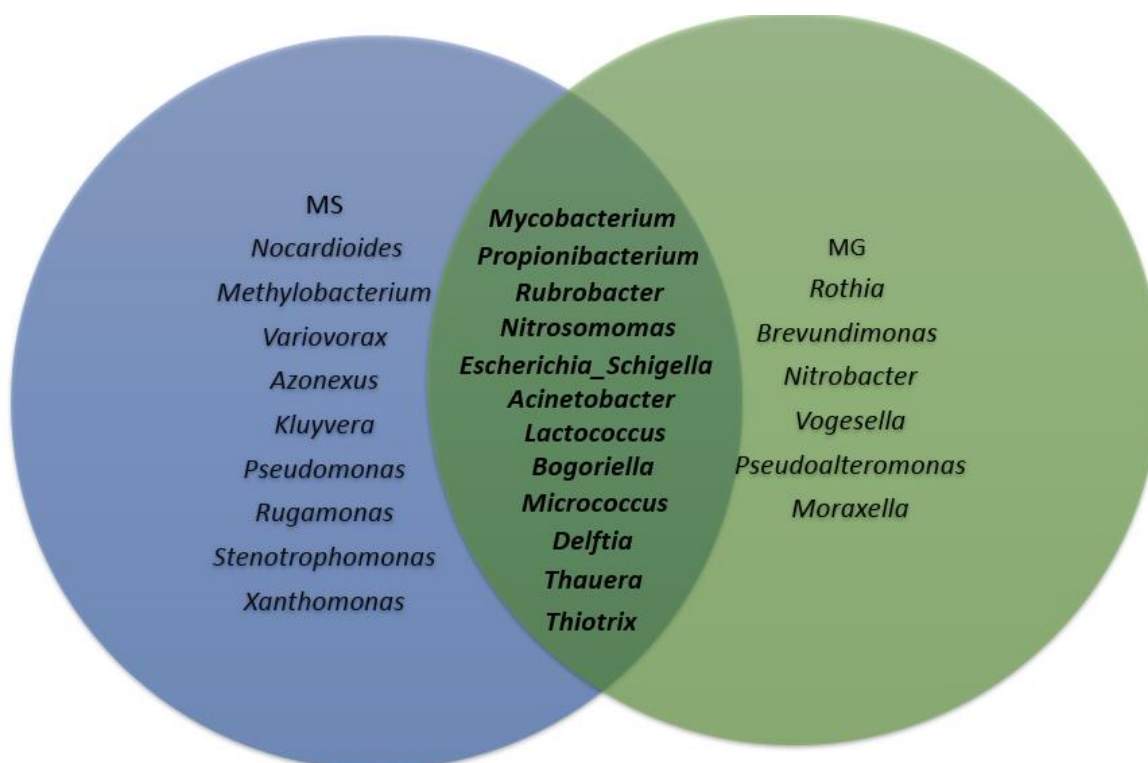 MS
Nocardioides
Methylobacterium
Variovorax
Azonexus
Kluyvera
Pseudomonas
Rugamonas
Stenotrophomonas
Xanthomonas
Mycobacterium
Propionibacterium
Rubrobacter
Nitrosomomas
Escherichia_Schigella
Acinetobacter
Lactococcus
Bogoriella
Micrococcus
Delftia
Thauera
Thiotrix
MG
Rothia
Brevundimonas
Nitrobacter
Vogesella
Pseudoalteromonas
Moraxella